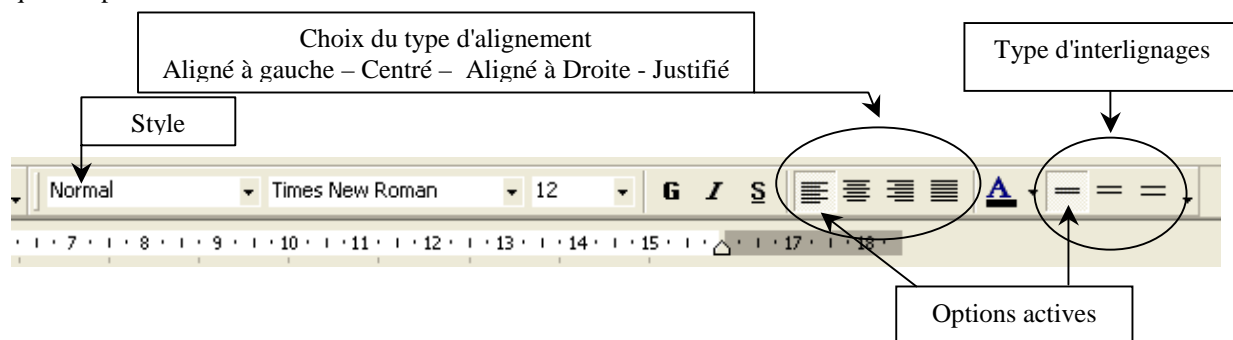 Choix du type d'alignement
Aligné à gauche – Centré – Aligné à Droite - Justifié
Type d'interlignages
Style
Normal Times New Roman 12 G I S A
7 8 9 10 11 12 13 14 15 17 18
Options actives